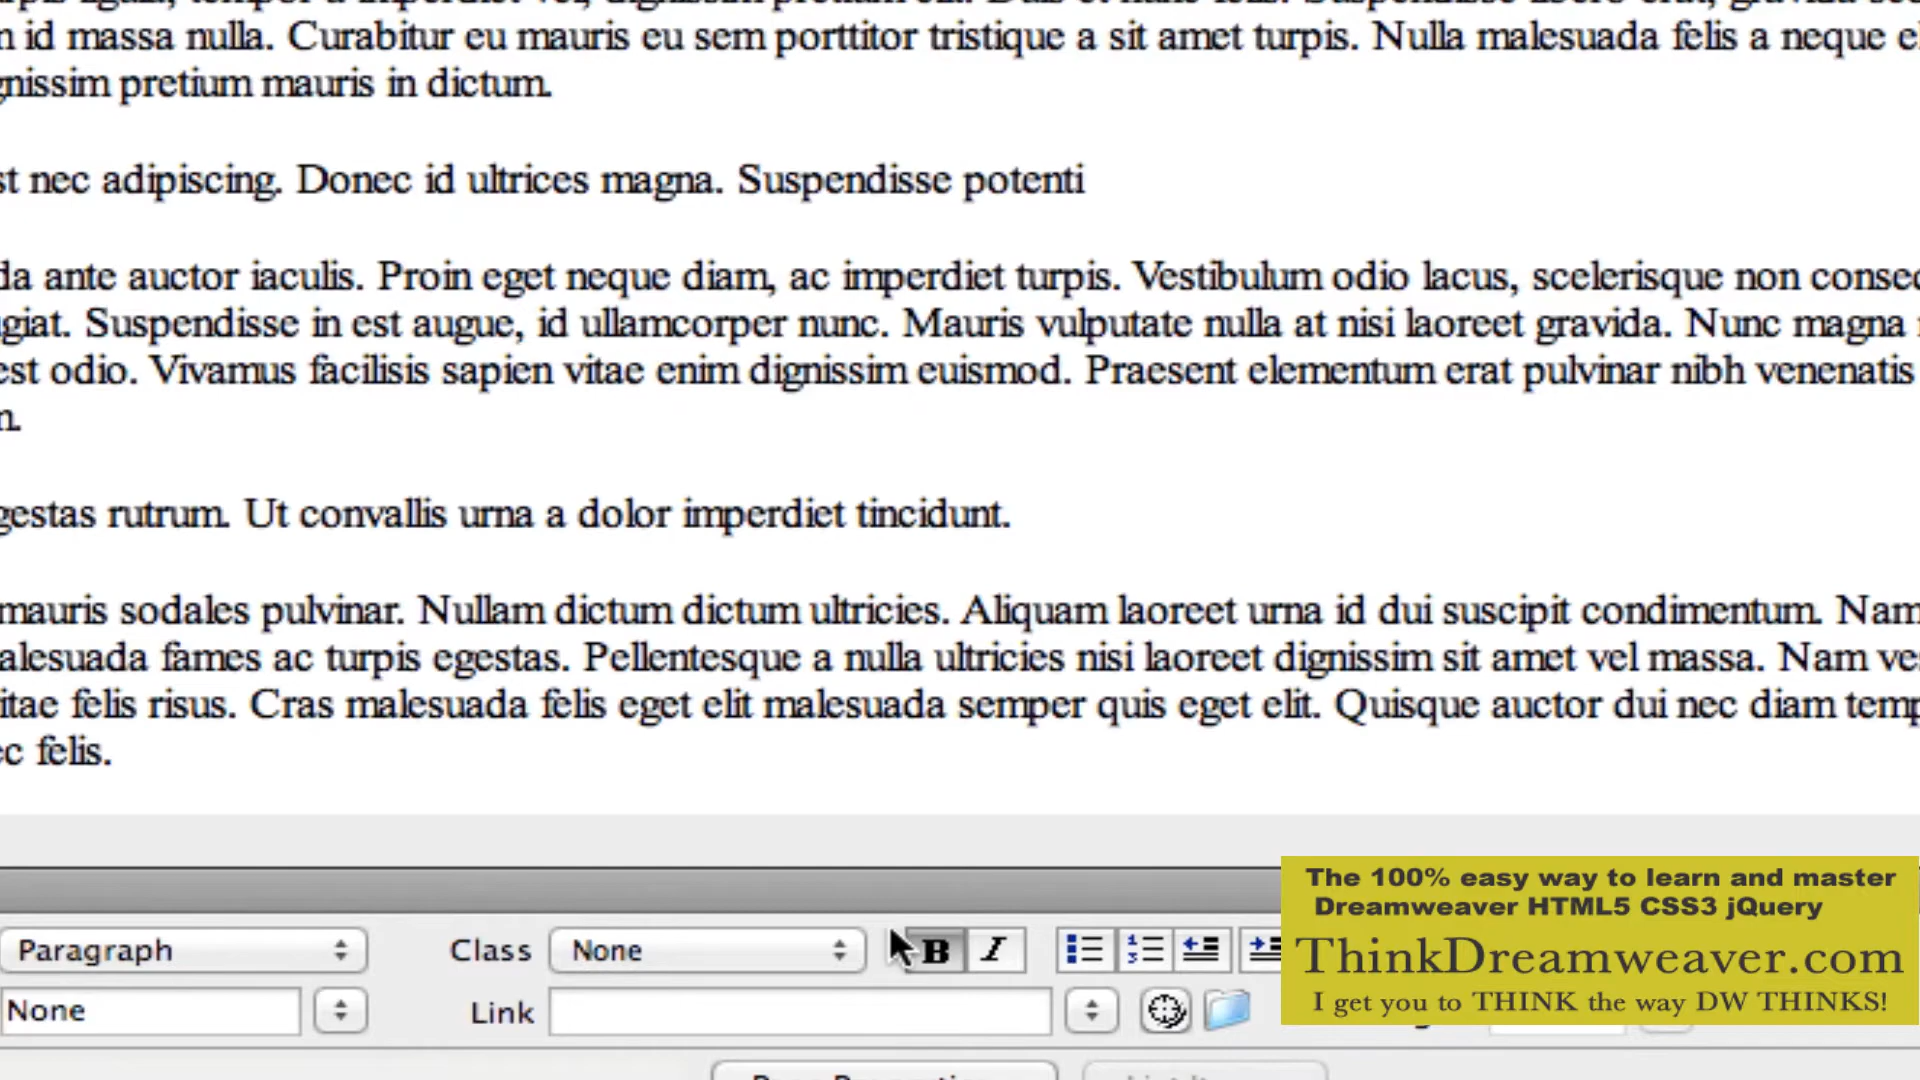 n id massa nulla. Curabitur eu mauris eu sem porttitor tristique a sit amet turpis. Nulla malesuada felis a neque
gnissim pretium mauris in dictum.
st nec adipiscing. Donec id ultrices magna. Suspendisse potenti
da ante auctor iaculis. Proin eget neque diam, ac imperdiet turpis. Vestibulum odio lacus, scelerisque non consec
giat. Suspendisse in est augue, id ullamcorper nunc. Mauris vulputate nulla at nisi laoreet gravida. Nunc magna
est odio. Vivamus facilisis sapien vitae enim dignissim euismod. Praesent elementum erat pulvinar nibh venenatis
n.
gestas rutrum. Ut convallis urna a dolor imperdiet tincidunt.
mauris sodales pulvinar. Nullam dictum dictum ultricies. Aliquam laoreet urna id dui suscipit condimentum. Nam
alesuada fames ac turpis egestas. Pellentesque a nulla ultricies nisi laoreet dignissim sit amet vel massa. Nam ves
itae felis risus. Cras malesuada felis eget elit malesuada semper quis eget elit. Quisque auctor dui nec diam temp
ec felis.
Paragraph Class None B I
None Link
The 100% easy way to learn and master
Dreamweaver HTML5 CSS3 jQuery
ThinkDreamweaver.com
I get you to THINK the way DW THINKS!